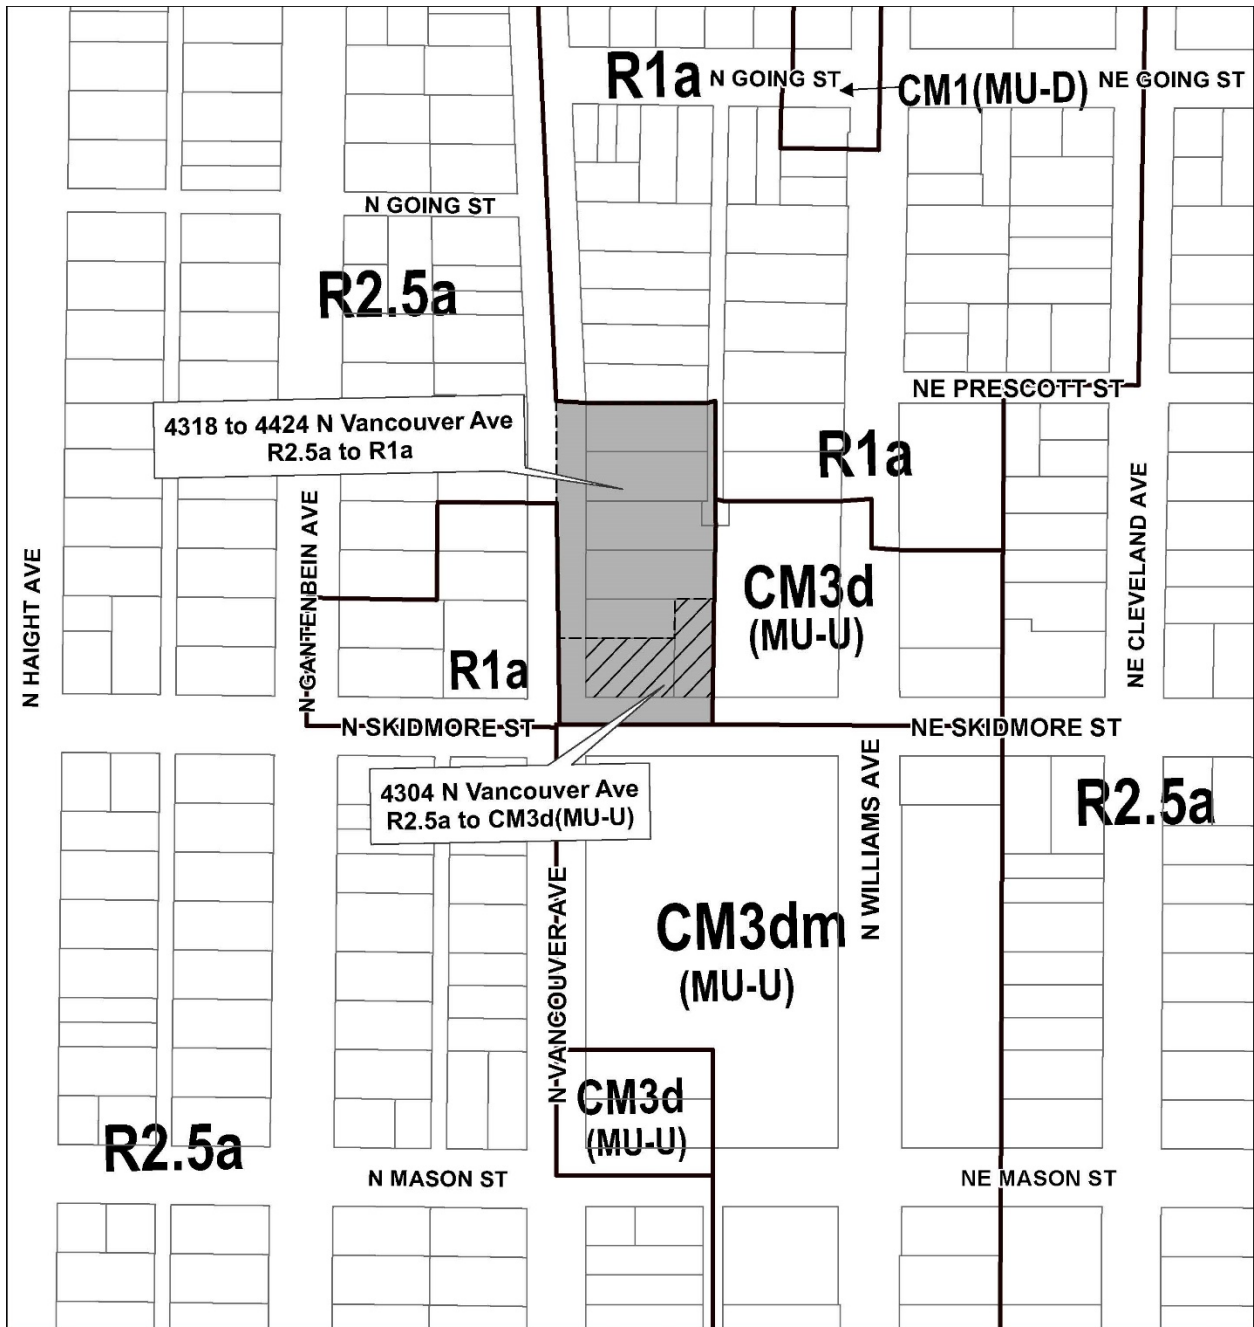 R1a
N GOING ST
CM1(MU-D)
NE GOING ST
N GOING ST
R2.5a
NE PRESCOTT ST
4318 to 4424 N Vancouver Ave
R2.5a to R1a
R1a
N HAIGHT AVE
N GANTENBEIN AVE
NE CLEVELAND AVE
CM3d
(MU-U)
R1a
N SKIDMORE ST
NE SKIDMORE ST
4304 N Vancouver Ave
R2.5a to CM3d(MU-U)
N WILLIAMS AVE
R2.5a
N VANCOUVER AVE
CM3dm
(MU-U)
CM3d
(MU-U)
R2.5a
N MASON ST
NE MASON ST